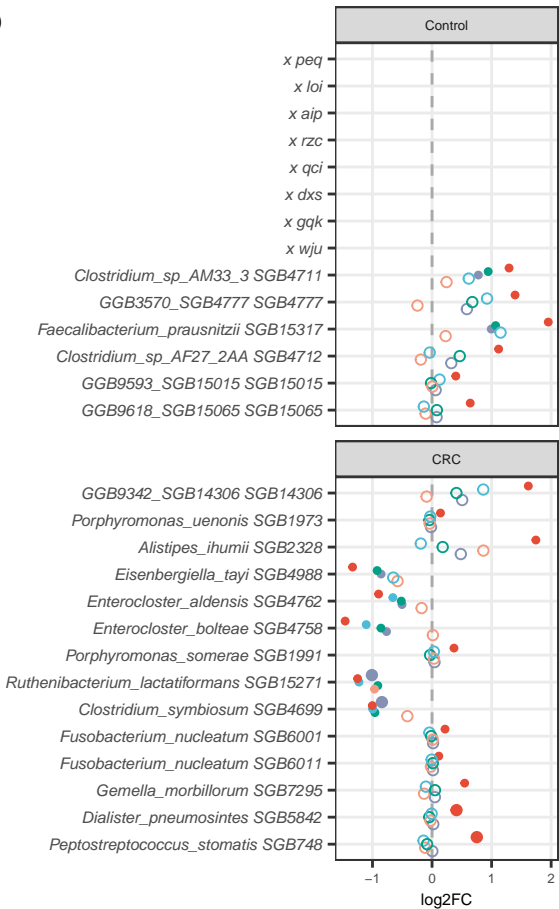 )
Control
x peq
x loi
x aip
x rzc
x qci
x dxs
x gqk
x wju
Clostridium_sp_AM33_3 SGB4711
GGB3570_SGB4777 SGB4777
Faecalibacterium_prausnitzii SGB15317
Clostridium_sp_AF27_2AA SGB4712
GGB9593_SGB15015 SGB15015
GGB9618_SGB15065 SGB15065
CRC
GGB9342_SGB14306 SGB14306
Porphyromonas_uenonis SGB1973
Alistipes_ihumii SGB2328
Eisenbergiella_tayi SGB4988
Enterocloster_aldensis SGB4762
Enterocloster_bolteae SGB4758
Porphyromonas_somerae SGB1991
Ruthenibacterium_lactatiformans SGB15271
Clostridium_symbiosum SGB4699
Fusobacterium_nucleatum SGB6001
Fusobacterium_nucleatum SGB6011
Gemella_morbillorum SGB7295
Dialister_pneumosintes SGB5842
Peptostreptococcus_stomatis SGB748
−1 0 1 2
log2FC